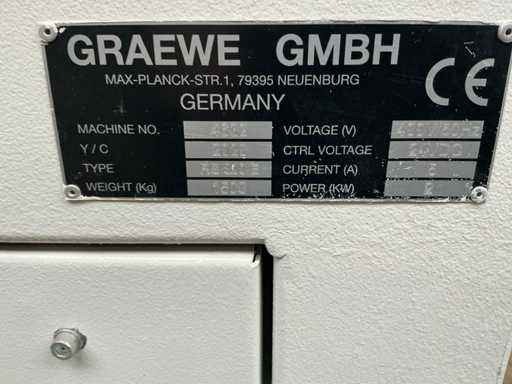 GRAEWE GMBH
MAX-PLANCK-STR.1, 79395 NEUENBURG
GERMANY
CE
MACHINE NO. VOLTAGE (V)
Y / C CTRL VOLTAGE
TYPE CURRENT (A)
WEIGHT (Kg) 1500 POWER (KW)